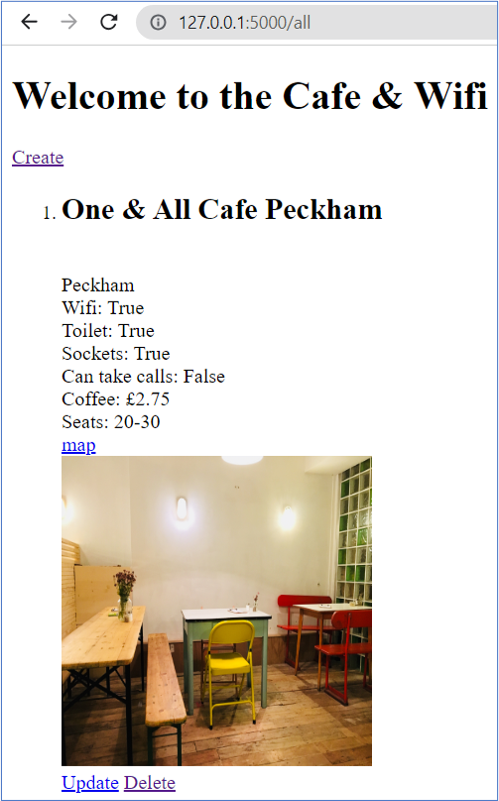 127.0.0.1:5000/all
Welcome to the Cafe & Wifi
Create
1. One & All Cafe Peckham
Peckham
Wifi: True
Toilet: True
Sockets: True
Can take calls: False
Coffee: £2.75
Seats: 20-30
map
Update Delete